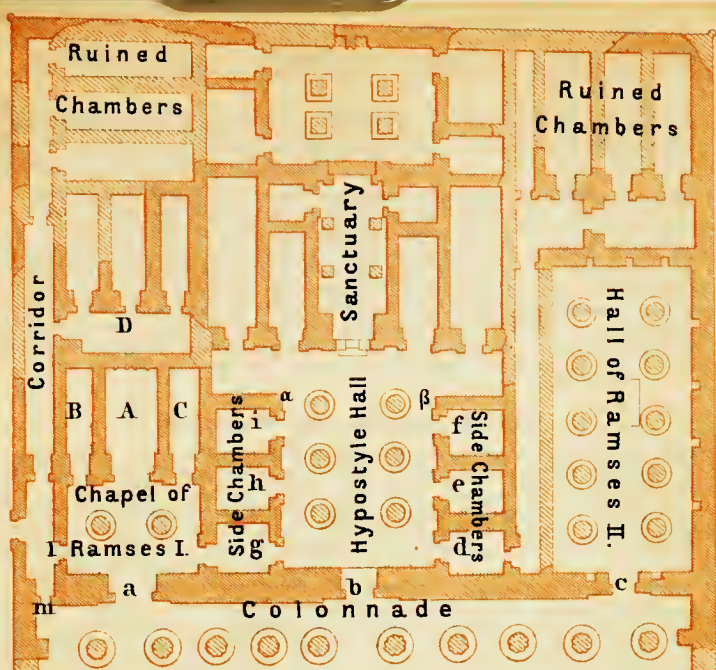 Ruined
Chambers
Ruined
Chambers
Sanctuary
Corridor
D
Hall of Ramses II.
B
A
C
α
β
Side Chambers
i
h
g
Hypostyle Hall
f
e
d
Side Chambers
Chapel of
Ramses I.
l
m
a
b
c
Colonnade